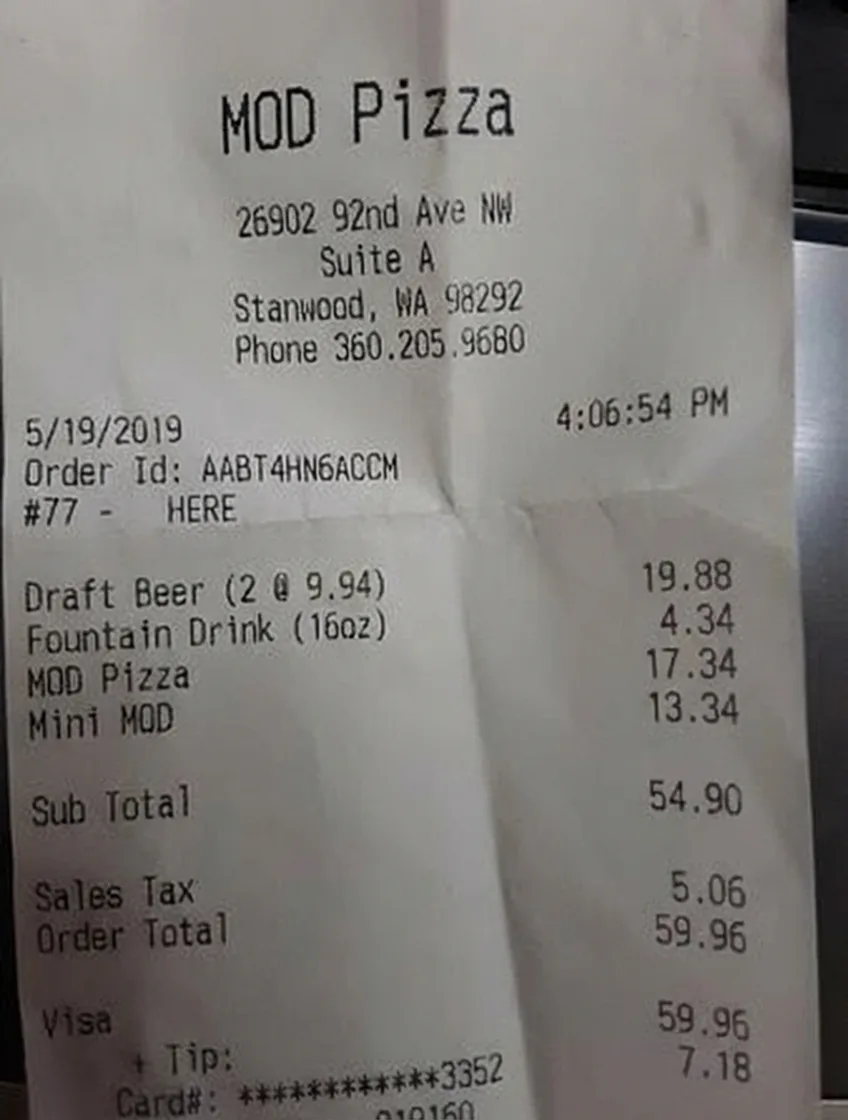 MOD Pizza
26902 92nd Ave NW
Suite A
Stanwood, WA 98292
Phone 360.205.9680
5/19/2019 4:06:54 PM
Order Id: AABT4HN6ACCM
#77 - HERE
Draft Beer (2 @ 9.94) 19.88
Fountain Drink (16oz) 4.34
MOD Pizza 17.34
Mini MOD 13.34
Sub Total 54.90
Sales Tax 5.06
Order Total 59.96
Visa 59.96
+ Tip: 7.18
Card#: ************3352